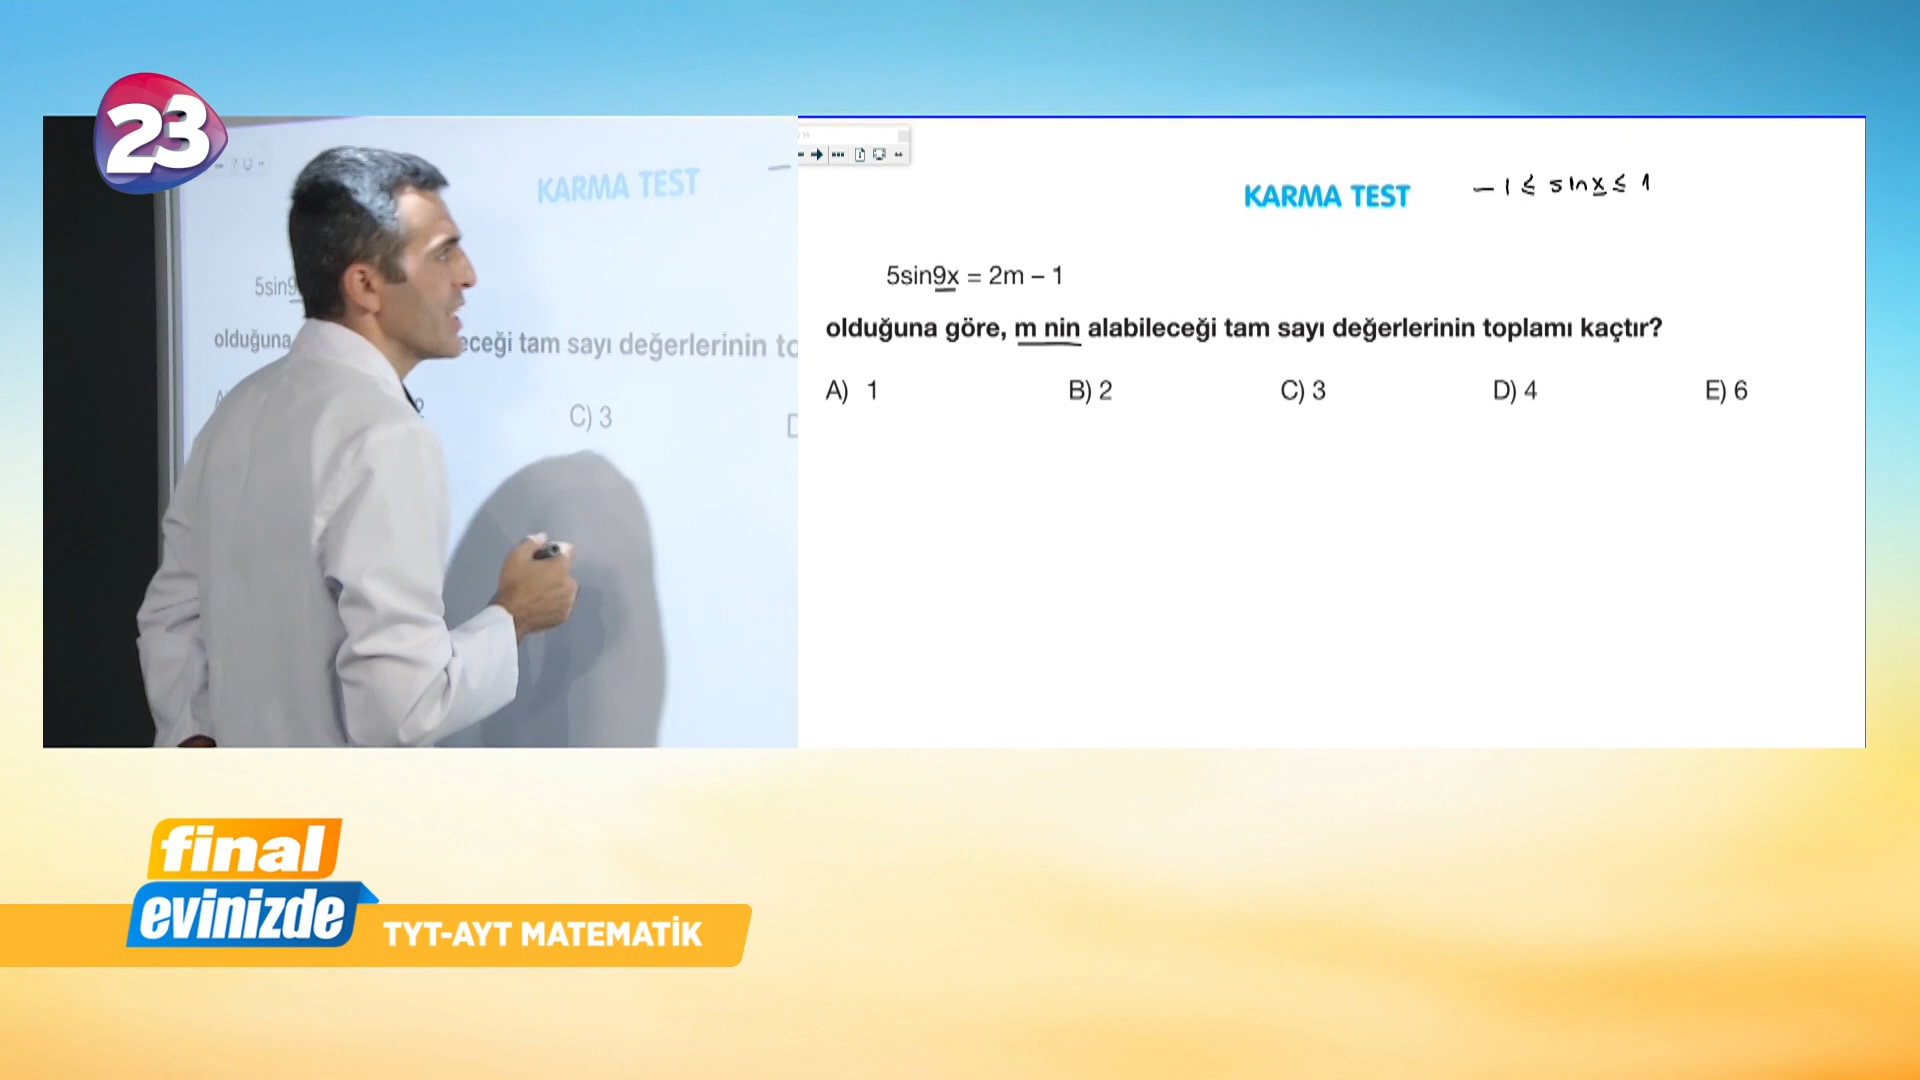 23
KARMA TEST
5sin9
olduğuna
eceği tam sayı değerlerinin to
C) 3
KARMA TEST
-1 ≤ sinx ≤ 1
5sin9x = 2m – 1
olduğuna göre, m nin alabileceği tam sayı değerlerinin toplamı kaçtır?
A) 1 B) 2 C) 3 D) 4 E) 6
final
evinizde
TYT-AYT MATEMATİK